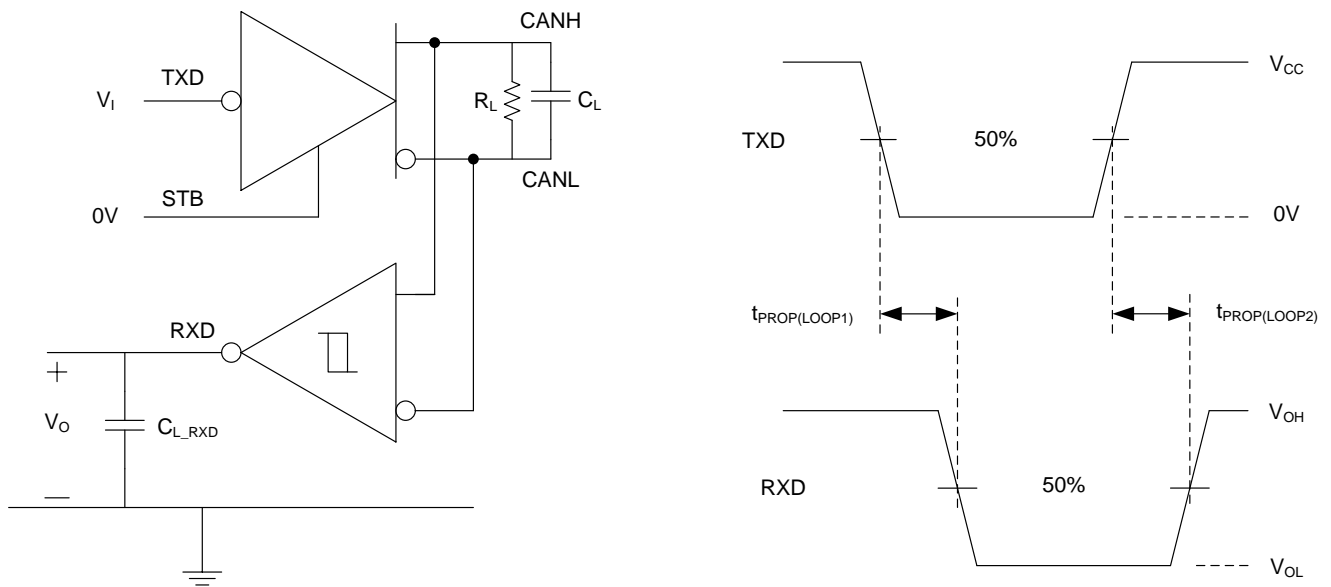 CANH
TXD
V_I
R_L
C_L
CANL
STB
0V
RXD
+
V_O
C_L_RXD
—
V_CC
TXD
50%
0V
t_PROP(LOOP1)
t_PROP(LOOP2)
V_OH
RXD
50%
V_OL